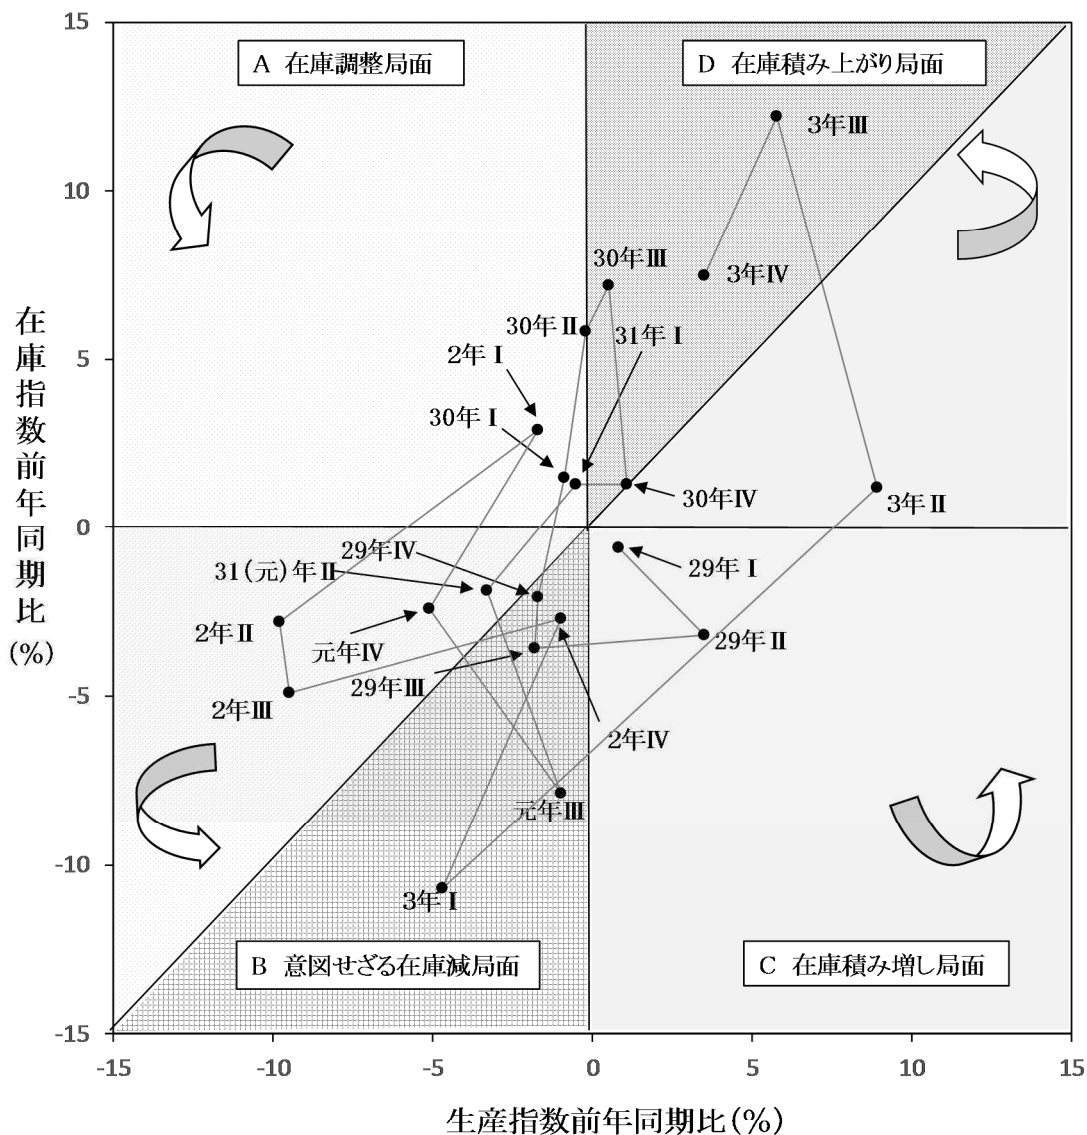 15
A 在庫調整局面
D 在庫積み上がり局面
3年Ⅲ
10
30年Ⅲ
3年Ⅳ
30年Ⅱ
31年Ⅰ
5
2年Ⅰ
30年Ⅰ
30年Ⅳ
3年Ⅱ
0
29年Ⅳ
31(元)年Ⅱ
29年Ⅰ
2年Ⅱ
元年Ⅳ
29年Ⅱ
29年Ⅲ
-5
2年Ⅲ
2年Ⅳ
元年Ⅲ
-10
3年Ⅰ
B 意図せざる在庫減局面
C 在庫積み増し局面
-15
-15 -10 -5 0 5 10 15
在庫指数前年同期比(%)
生産指数前年同期比(%)